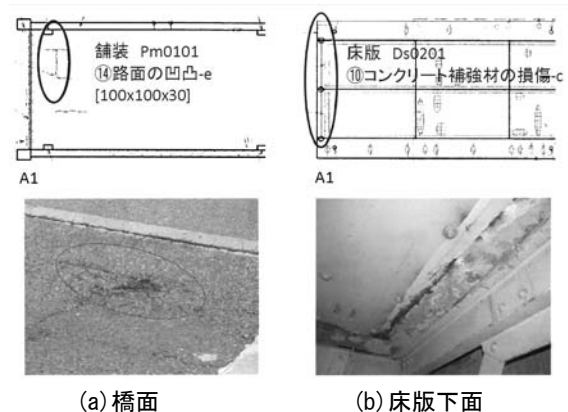 舗装 Pm0101
⑭路面の凹凸-e
[100x100x30]
A1
床版 Ds0201
⑩コンクリート補強材の損傷-c
A1
(a)橋面
(b)床版下面